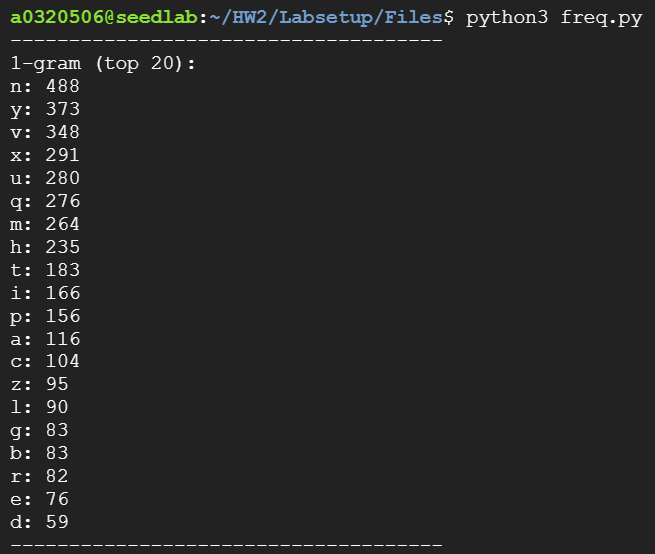 a0320506@seedlab:~/HW2/Labsetup/Files$ python3 freq.py
-------------------------------------
1-gram (top 20):
n: 488
y: 373
v: 348
x: 291
u: 280
q: 276
m: 264
h: 235
t: 183
i: 166
p: 156
a: 116
c: 104
z: 95
l: 90
g: 83
b: 83
r: 82
e: 76
d: 59
-------------------------------------